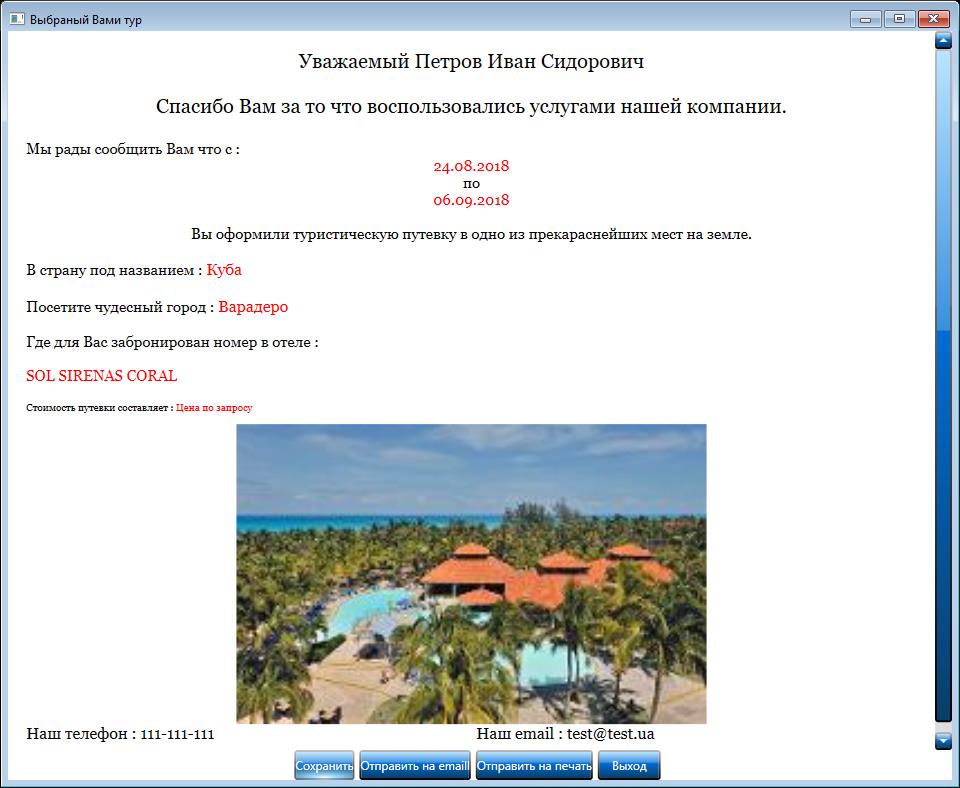 Выбраный Вами тур
Уважаемый Петров Иван Сидорович
Спасибо Вам за то что воспользовались услугами нашей компании.
Мы рады сообщить Вам что с :
24.08.2018
по
06.09.2018
Вы оформили туристическую путевку в одно из прекараснейших мест на земле.
В страну под названием : Куба
Посетите чудесный город : Варадеро
Где для Вас забронирован номер в отеле :
SOL SIRENAS CORAL
Стоимость путевки составляет : Цена по запросу
Наш телефон : 111-111-111 Наш email : test@test.ua
Сохранить Отправить на email Отправить на печать Выход